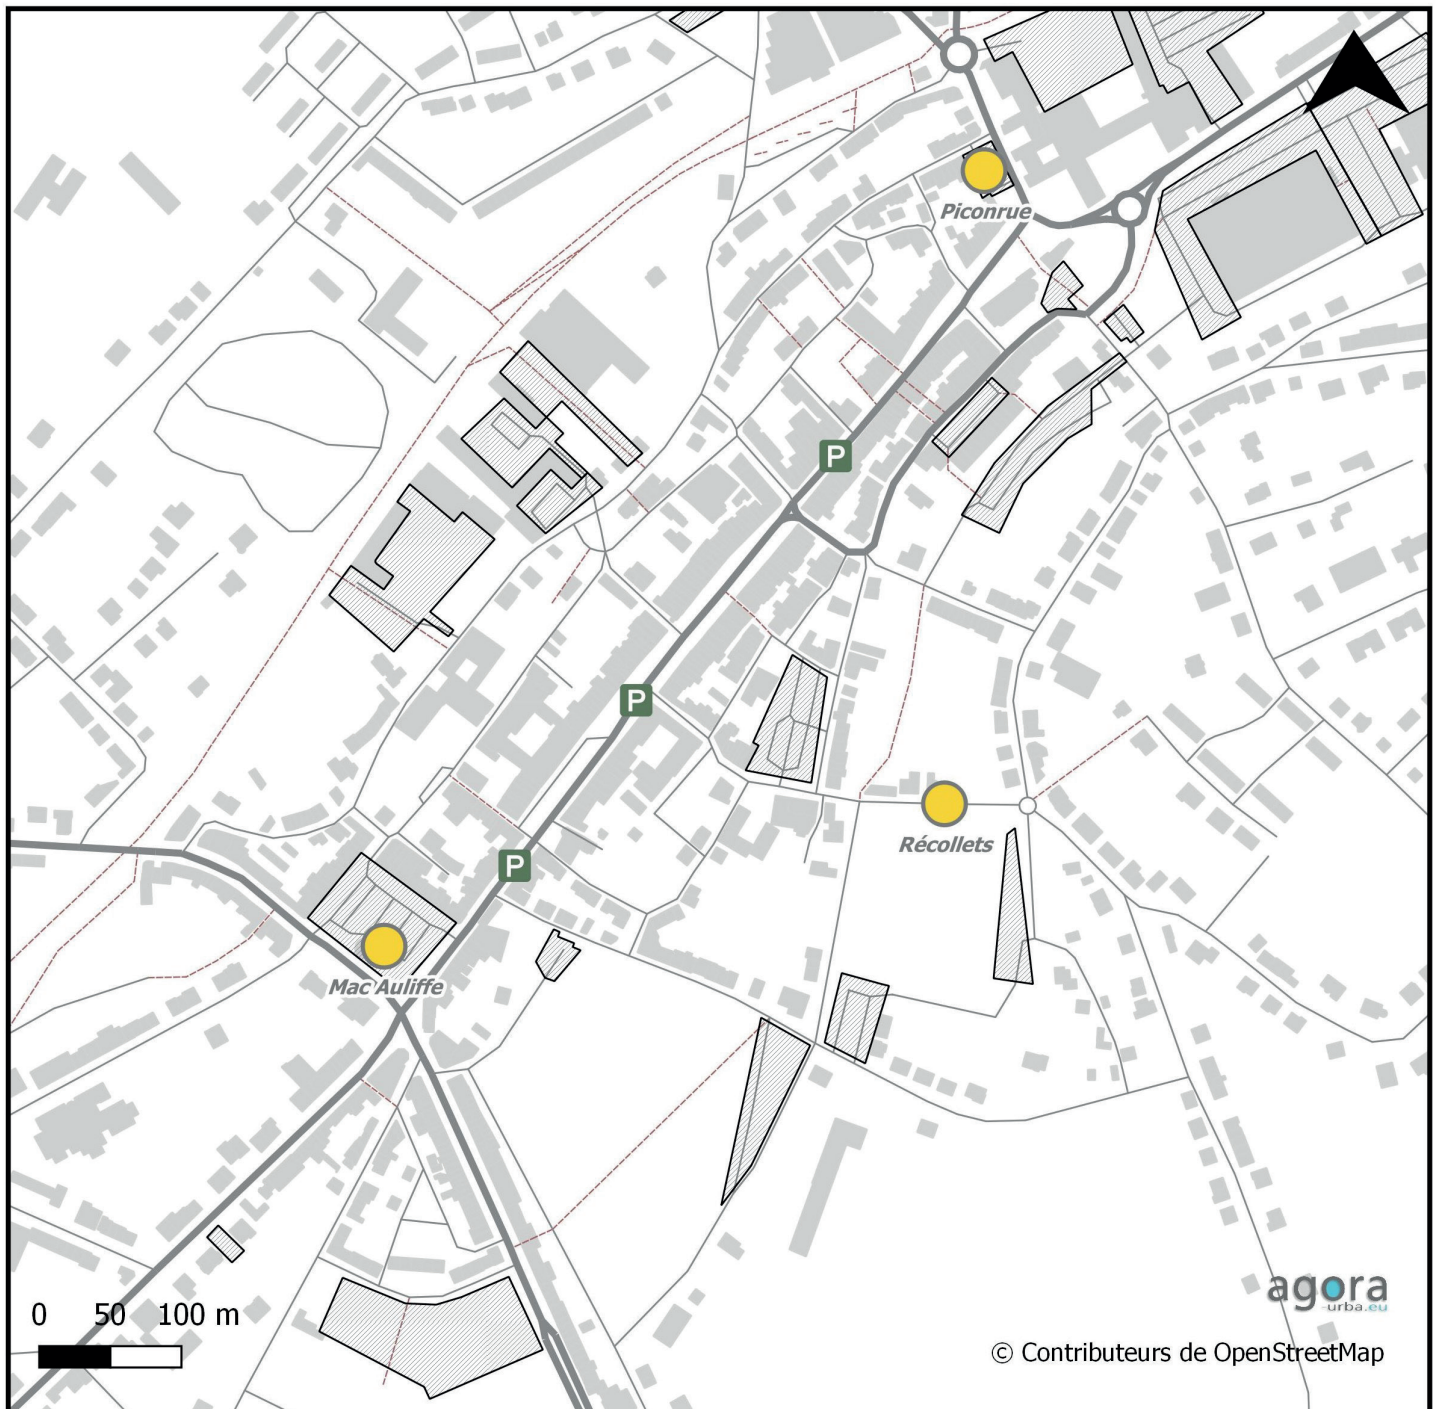 Piconrue
P
P
Récollets
P
Mac Auliffe
agora
-urba.eu
0 50 100 m
© Contributeurs de OpenStreetMap